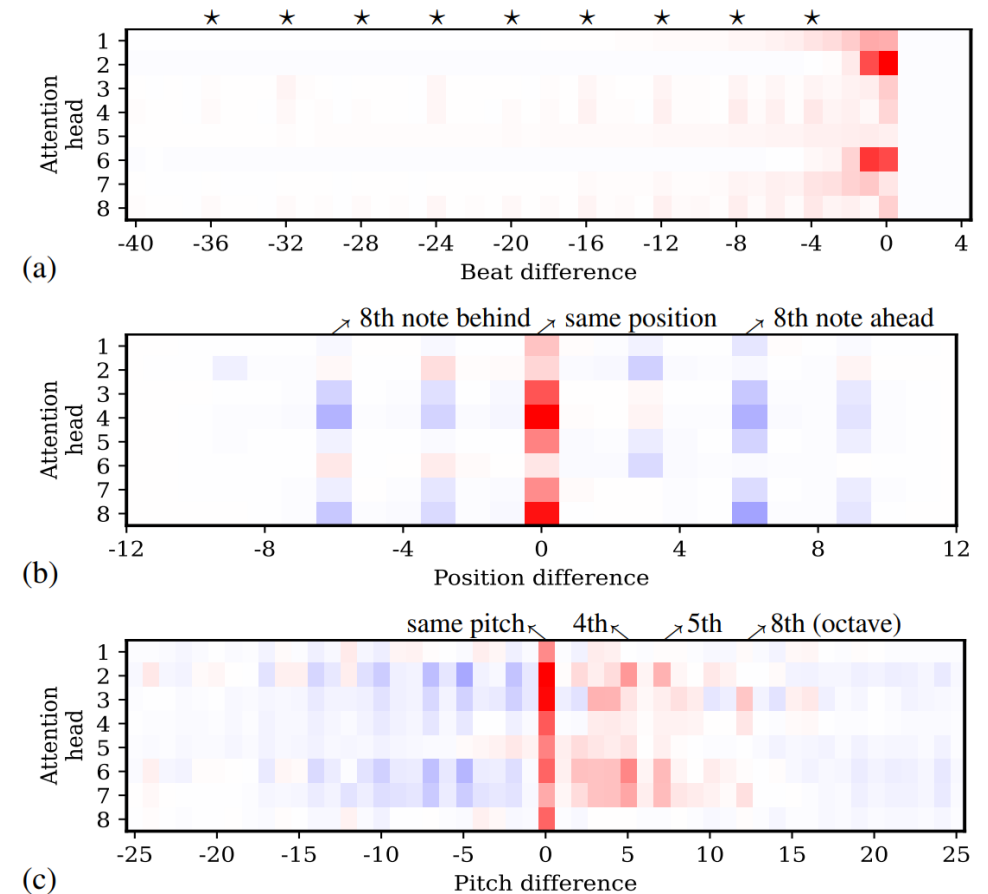 (a)
★ ★ ★ ★ ★ ★ ★ ★ ★
Attention
head
1
2
3
4
5
6
7
8
-40 -36 -32 -28 -24 -20 -16 -12 -8 -4 0 4
Beat difference
(b)
8th note behind same position 8th note ahead
Attention
head
1
2
3
4
5
6
7
8
-12 -8 -4 0 4 8 12
Position difference
(c)
same pitch 4th 5th 8th (octave)
Attention
head
1
2
3
4
5
6
7
8
-25 -20 -15 -10 -5 0 5 10 15 20 25
Pitch difference